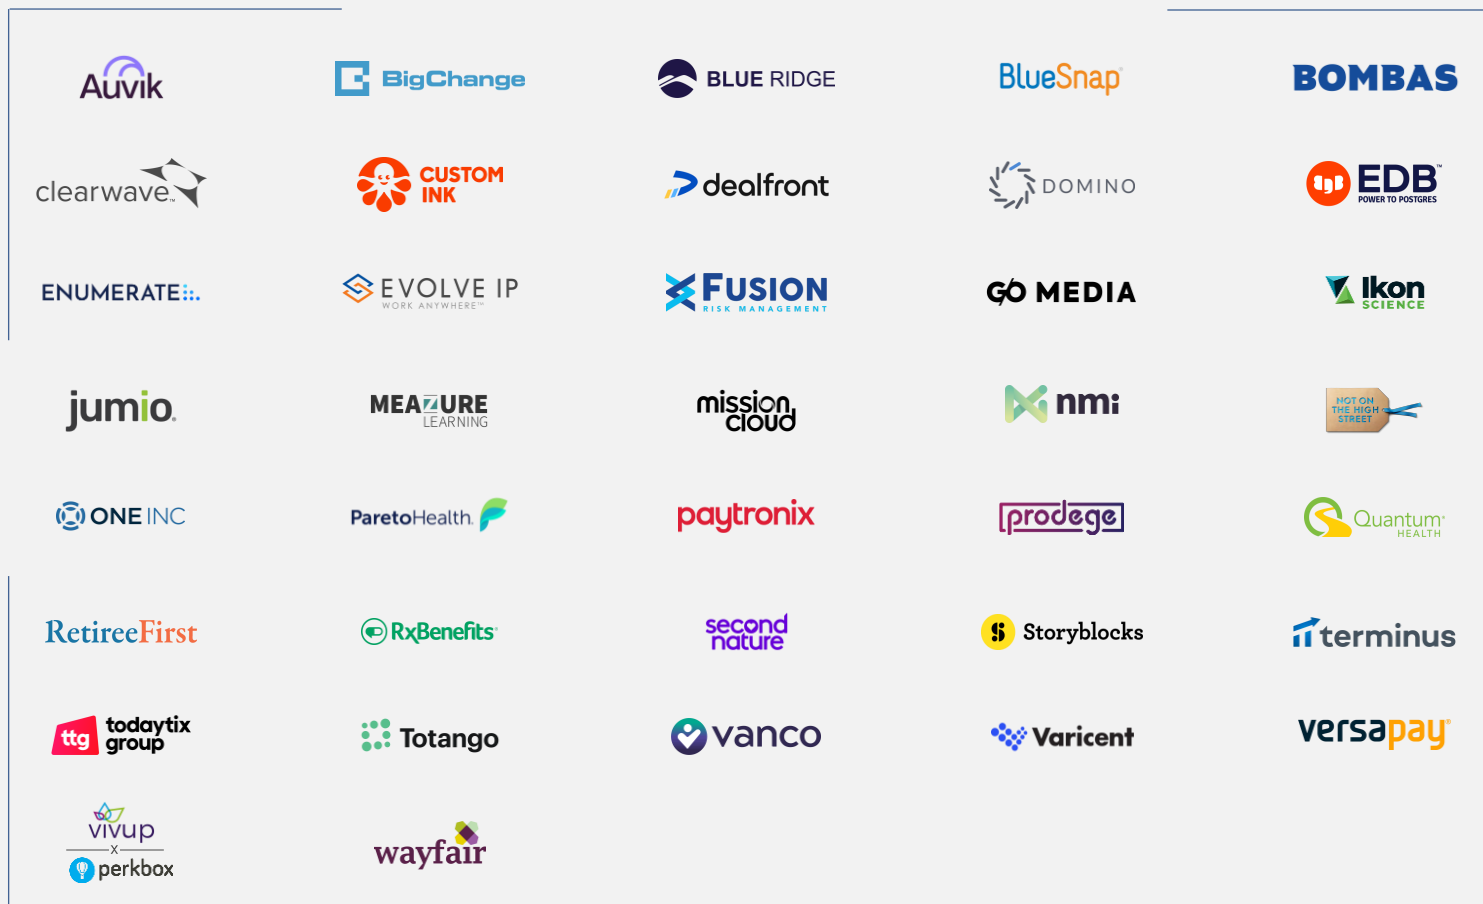 Auvik
BigChange
BLUE RIDGE
BlueSnap®
BOMBAS
clearwave™
CUSTOM
INK
dealfront
DOMINO
EDB™
POWER TO POSTGRES
ENUMERATE
EVOLVE IP
WORK ANYWHERE™
FUSION
RISK MANAGEMENT
GO MEDIA
Ikon
SCIENCE
jumio®
MEAZURE
LEARNING
mission
cloud
nmi
NOT ON
THE HIGH
STREET
ONE INC
ParetoHealth.
paytronix
prodege
Quantum®
HEALTH
RetireeFirst
RxBenefits®
second
nature
Storyblocks
terminus
ttg
todaytix
group
Totango
vanco
Varicent
versapay®
vivup
X
perkbox
wayfair